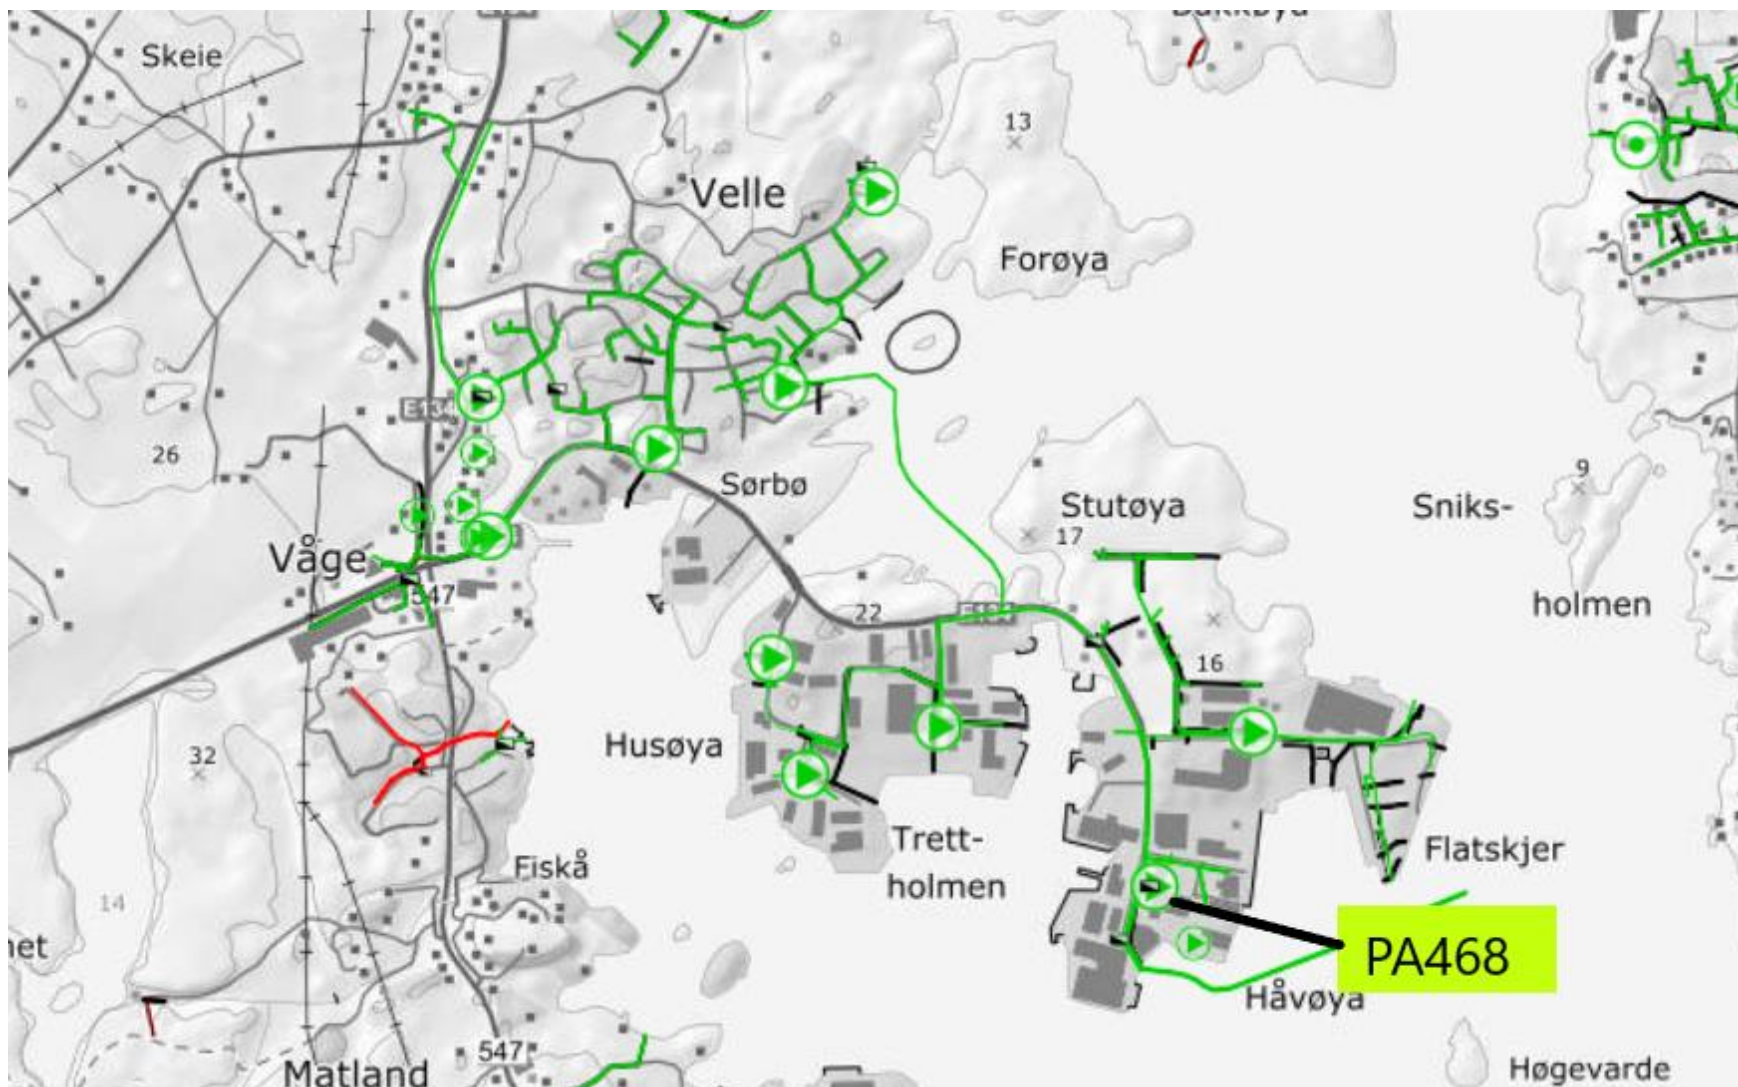 Skeie
13
Velle
Forøya
E134
26
Sørbø
9
Stutøya
Sniks-
17
Våge
547
holmen
22
16
Husøya
32
Trett-
Flatskjer
holmen
Fiskå
14
PA468
Håvøya
547
Høgevarde
Matland